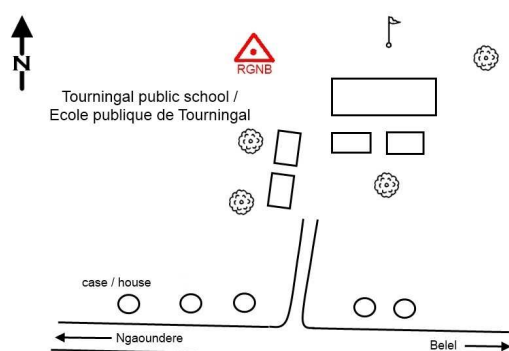 N
RGNB
Tourningal public school /
Ecole publique de Tourningal
case / house
Ngaoundere
Belel